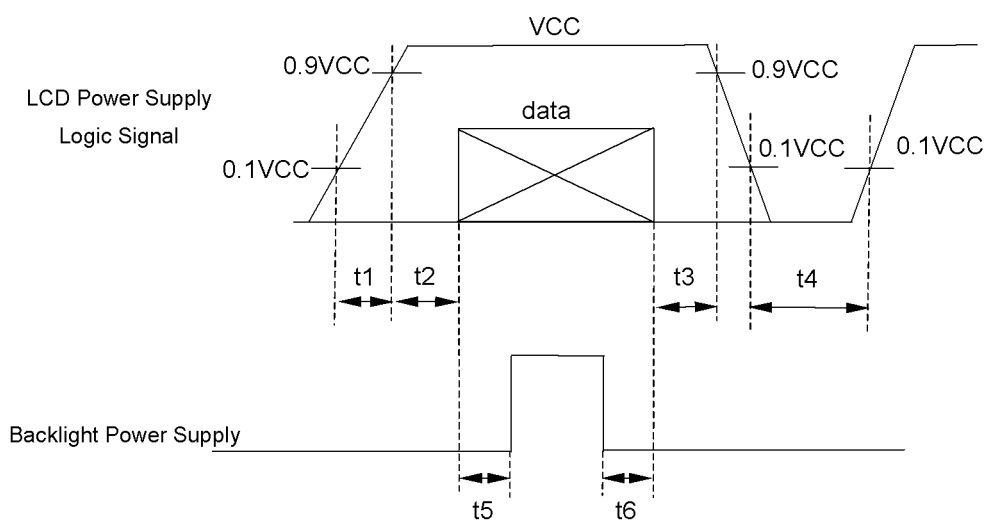 VCC
0.9VCC
0.9VCC
LCD Power Supply
Logic Signal
data
0.1VCC
0.1VCC
0.1VCC
t1
t2
t3
t4
Backlight Power Supply
t5
t6